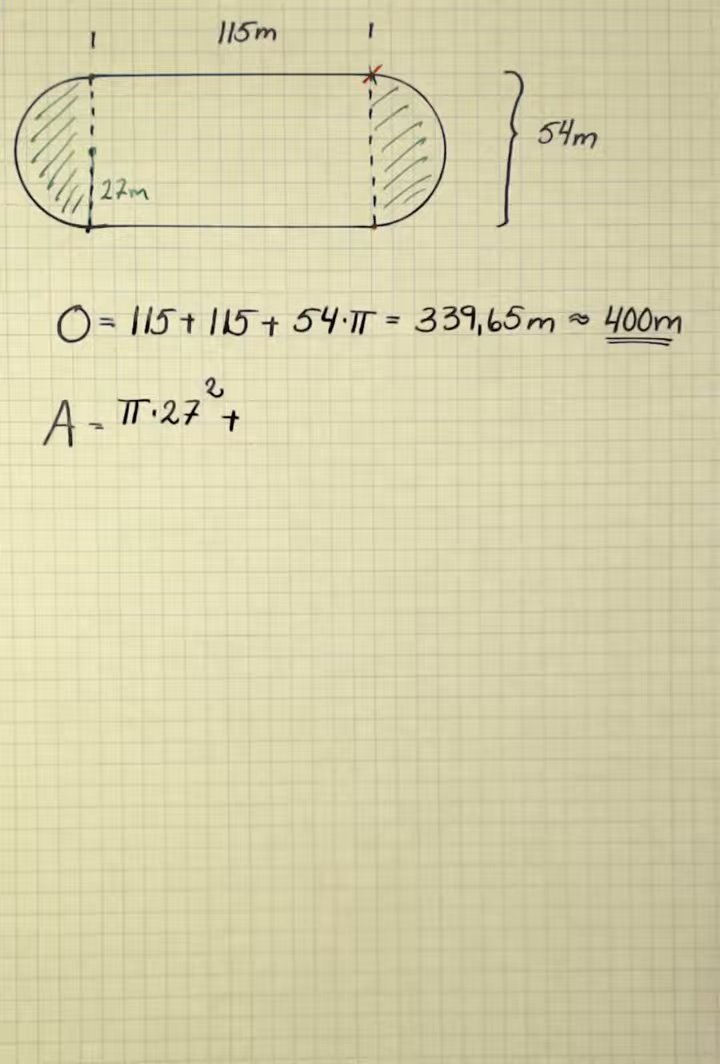 115m
54m
27m
O = 115 + 115 + 54·π = 339,65m ≈ 400m
A = π·27² +